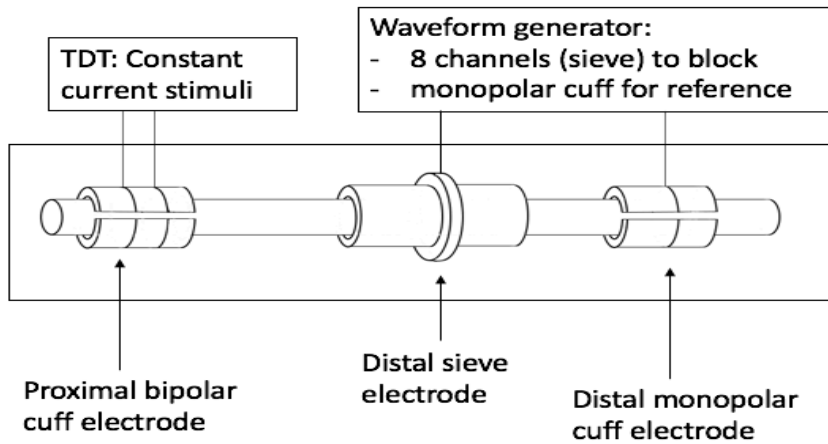 TDT: Constant
current stimuli
Waveform generator:
- 8 channels (sieve) to block
- monopolar cuff for reference
Proximal bipolar
cuff electrode
Distal sieve
electrode
Distal monopolar
cuff electrode